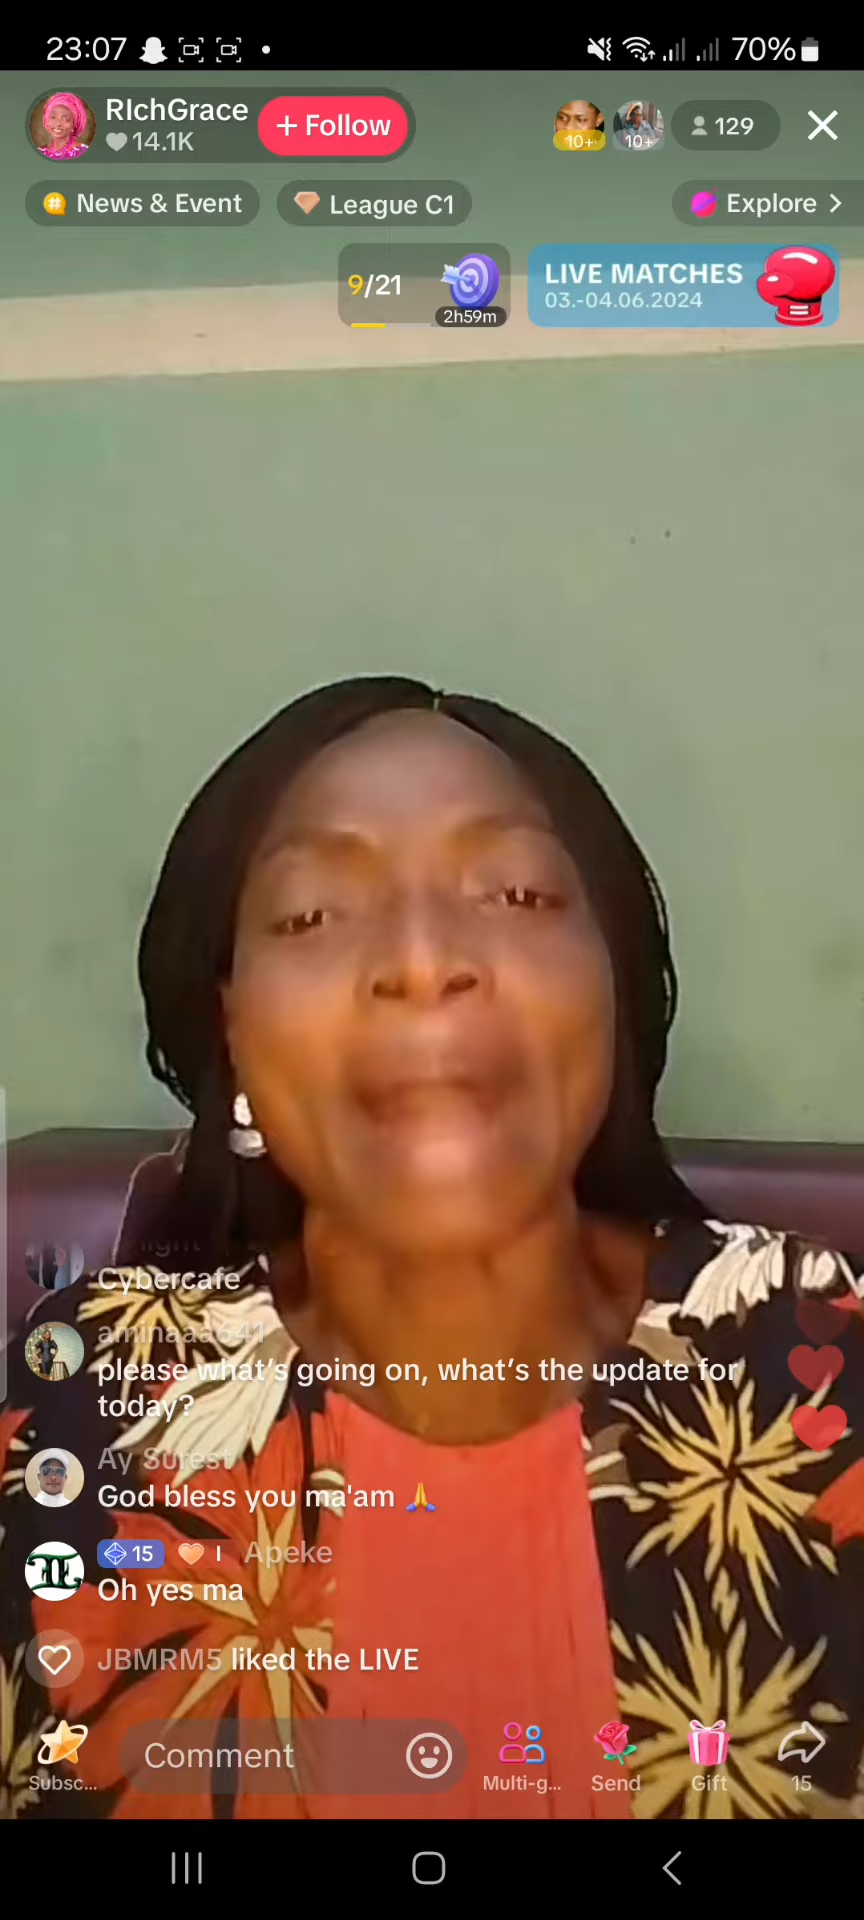 23:07
70%
RIchGrace
14.1K
+ Follow
10+
10+
129
News & Event
League C1
Explore
9/21
2h59m
LIVE MATCHES
03.-04.06.2024
Cybercafe
aminaaa641
please what's going on, what's the update for
today?
Ay Surest
God bless you ma'am 🙏
15
I
Apeke
Oh yes ma
JBMRM5 liked the LIVE
Subsc...
Comment
Multi-g...
Send
Gift
15